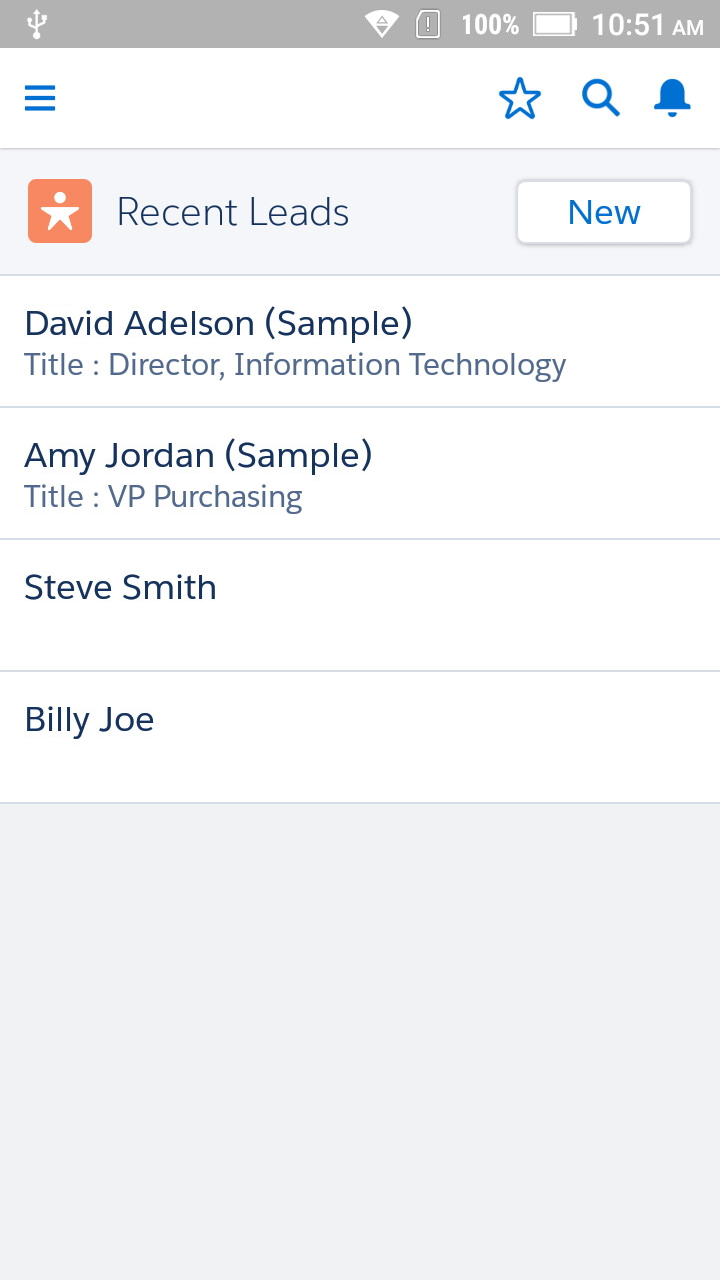 100% 10:51 AM
Recent Leads New
David Adelson (Sample)
Title : Director, Information Technology
Amy Jordan (Sample)
Title : VP Purchasing
Steve Smith
Billy Joe